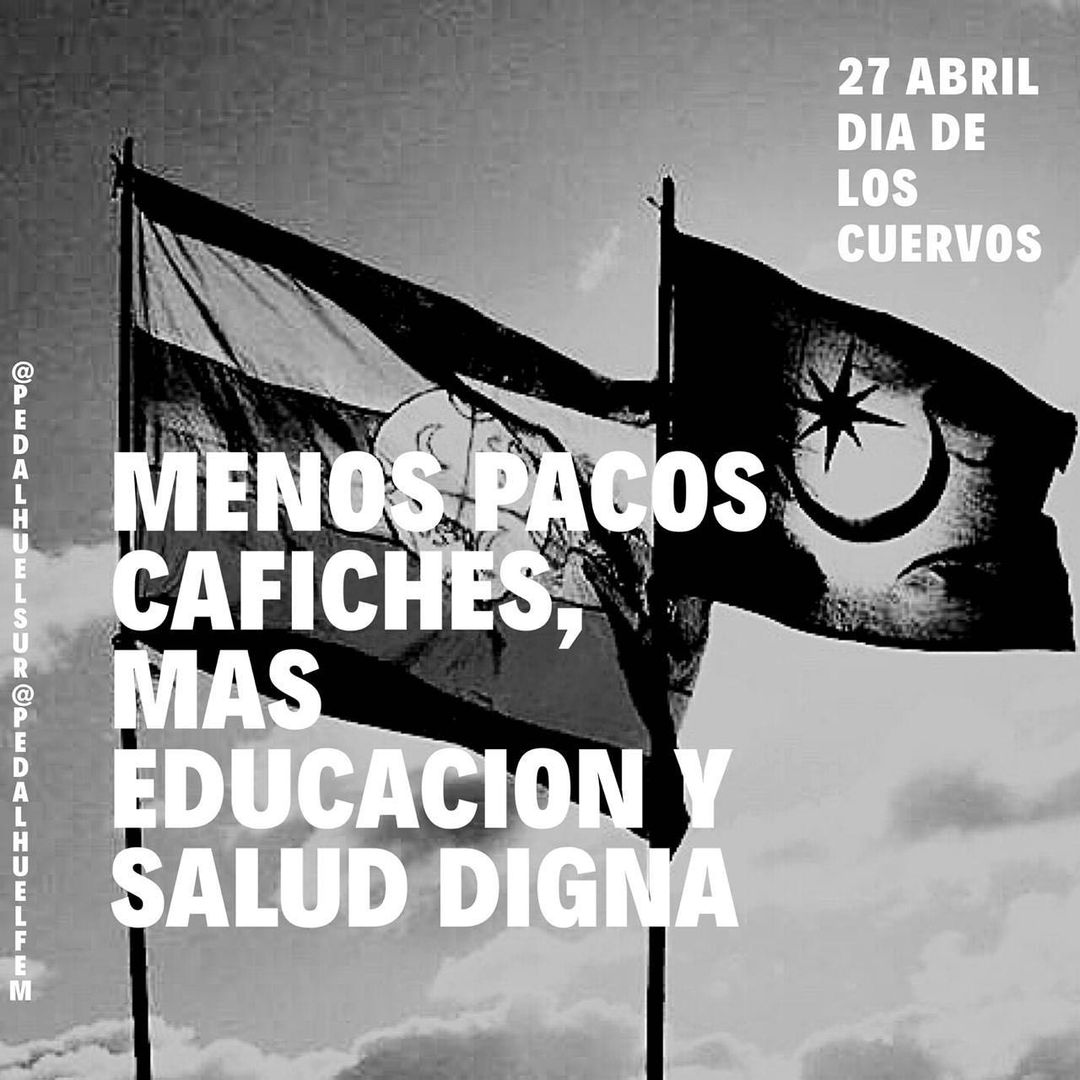 27 ABRIL
DIA DE
LOS
CUERVOS
MENOS PACOS
CAFICHES,
MAS
EDUCACION Y
SALUD DIGNA
@PEDALHUELSUR @PEDALHUELFEM